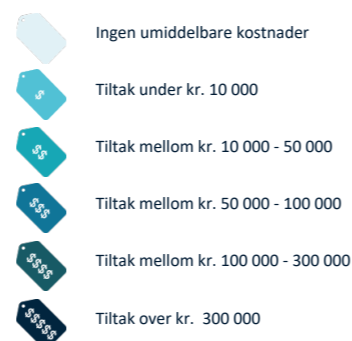 Ingen umiddelbare kostnader
$ Tiltak under kr. 10 000
$$ Tiltak mellom kr. 10 000 - 50 000
$$$ Tiltak mellom kr. 50 000 - 100 000
$$$$ Tiltak mellom kr. 100 000 - 300 000
$$$$$ Tiltak over kr. 300 000